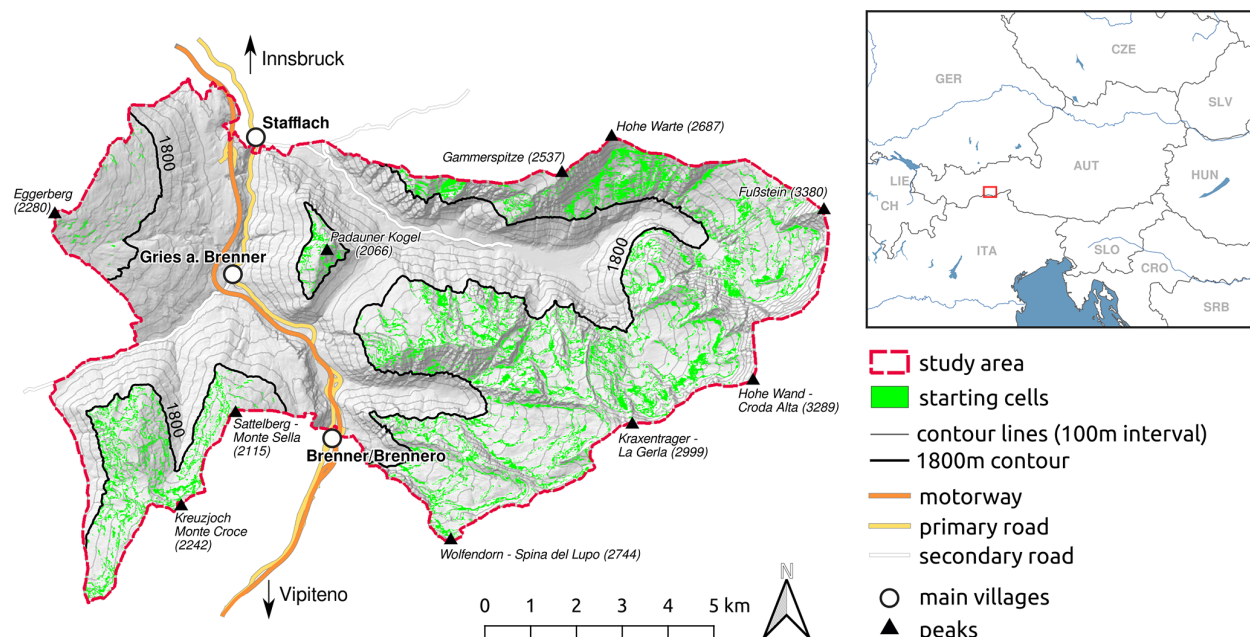 Innsbruck
Stafflach
Hohe Warte (2687)
Gammerspitze (2537)
Fußstein (3380)
1800
Eggerberg
(2280)
Padauner Kogel
(2066)
1800
Gries a. Brenner
Hohe Wand -
Croda Alta (3289)
1800
Sattelberg -
Monte Sella
(2115)
Kraxentrager -
La Gerla (2999)
Brenner/Brennero
Kreuzjoch
Monte Croce
(2242)
Wolfendorn - Spina del Lupo (2744)
Vipiteno
0 1 2 3 4 5 km
N
CZE
GER
SLV
AUT
LIE
HUN
CH
ITA
SLO
CRO
SRB
study area
starting cells
contour lines (100m interval)
1800m contour
motorway
primary road
secondary road
main villages
peaks